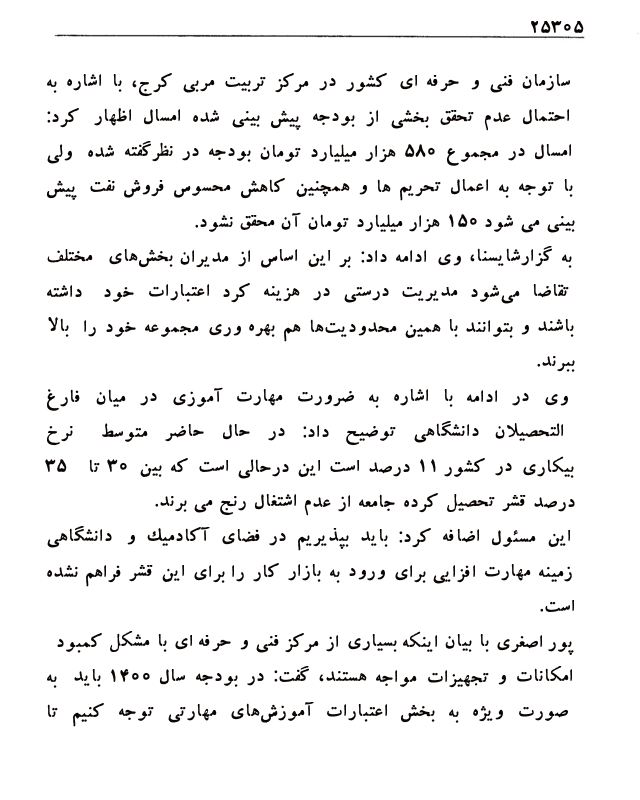 ۲۵۳۰۵
سازمان فنی و حرفه ای کشور در مرکز تربیت مربی کرج، با اشاره به
احتمال عدم تحقق بخشی از بودجه پیش بینی شده امسال اظهار کرد:
امسال در مجموع ۵۸۰ هزار میلیارد تومان بودجه در نظرگفته شده ولی
با توجه به اعمال تحریم ها و همچنین کاهش محسوس فروش نفت پیش
بینی می شود ۱۵۰ هزار میلیارد تومان آن محقق نشود.
به گزارشایسنا، وی ادامه داد: بر این اساس از مدیران بخش‌های مختلف
تقاضا می‌شود مدیریت درستی در هزینه کرد اعتبارات خود داشته
باشند و بتوانند با همین محدودیت‌ها هم بهره وری مجموعه خود را بالا
ببرند.
وی در ادامه با اشاره به ضرورت مهارت آموزی در میان فارغ
التحصیلان دانشگاهی توضیح داد: در حال حاضر متوسط نرخ
بیکاری در کشور ۱۱ درصد است این درحالی است که بین ۳۰ تا ۳۵
درصد قشر تحصیل کرده جامعه از عدم اشتغال رنج می برند.
این مسئول اضافه کرد: باید بپذیریم در فضای آکادمیك و دانشگاهی
زمینه مهارت افزایی برای ورود به بازار کار را برای این قشر فراهم نشده
است.
پور اصغری با بیان اینکه بسیاری از مرکز فنی و حرفه ای با مشکل کمبود
امکانات و تجهیزات مواجه هستند، گفت: در بودجه سال ۱۴۰۰ باید به
صورت ویژه به بخش اعتبارات آموزش‌های مهارتی توجه کنیم تا